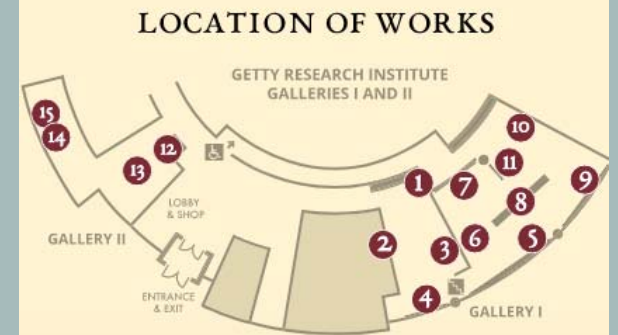 LOCATION OF WORKS
GETTY RESEARCH INSTITUTE
GALLERIES I AND II
15
14
12
13
10
11
1
7
9
8
2
3
6
5
4
LOBBY
& SHOP
GALLERY II
ENTRANCE
& EXIT
GALLERY I